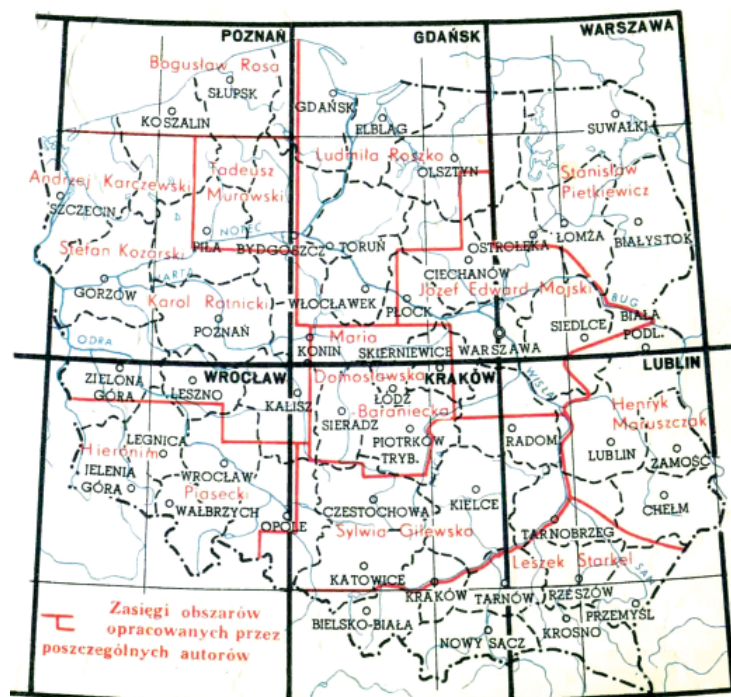 POZNAŃ GDAŃSK WARSZAWA
Bogusław Rosa
SŁUPSK
GDAŃSK
KOSZALIN
ELBLĄG
SUWAŁKI
Ludmiła Roszko
Tadeusz
Murawski
OLSZTYN
Stanisław
Pietkiewicz
Andrzej Karczewski
SZCZECIN
NOTEĆ
PIŁA
BYDGOSZCZ
TORUŃ
OSTROŁĘKA
ŁOMŻA
BIAŁYSTOK
Stefan Kozarski
WARTA
CIECHANÓW
GORZÓW
WŁOCŁAWEK
PŁOCK
Józef Edward Mojski
BUG
Karol Rotnicki
POZNAŃ
BIAŁA
PODL.
SIEDLCE
ODRA
Maria
KONIN
SKIERNIEWICE
WARSZAWA
ZIELONA
GÓRA
WROCŁAW
LESZNO
Domosławska
KRAKÓW
LUBLIN
KALISZ
ŁÓDŹ
WISŁA
SIERADZ
Baraniecka
Henryk
Maruszczak
LEGNICA
PIOTRKÓW
TRYB.
RADOM
LUBLIN
ZAMOŚĆ
Hieronim
JELENIA
GÓRA
WROCŁAW
Piasecki
WAŁBRZYCH
CZĘSTOCHOWA
KIELCE
CHEŁM
OPOLE
Sylwia Gilewska
TARNOBRZEG
KATOWICE
Leszek Starkel
KRAKÓW
TARNÓW
RZESZÓW
SAN
BIELSKO-BIAŁA
PRZEMYŚL
NOWY SĄCZ
KROSNO
Zasięgi obszarów
opracowanych przez
poszczególnych autorów